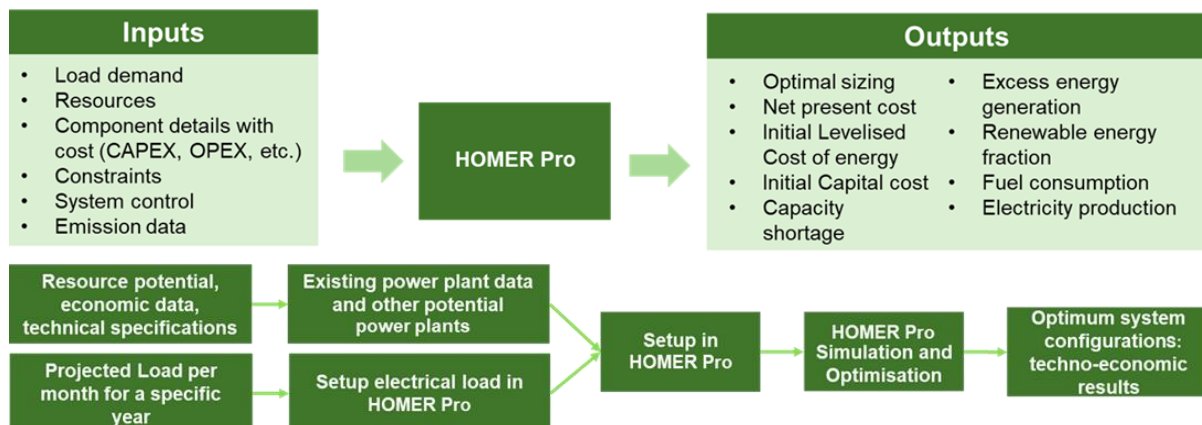 Inputs
• Load demand
• Resources
• Component details with
cost (CAPEX, OPEX, etc.)
• Constraints
• System control
• Emission data
HOMER Pro
Outputs
• Optimal sizing
• Net present cost
• Initial Levelised
Cost of energy
• Initial Capital cost
• Capacity
shortage
• Excess energy
generation
• Renewable energy
fraction
• Fuel consumption
• Electricity production
Resource potential,
economic data,
technical specifications
Existing power plant data
and other potential
power plants
Projected Load per
month for a specific
year
Setup electrical load in
HOMER Pro
Setup in
HOMER Pro
HOMER Pro
Simulation and
Optimisation
Optimum system
configurations:
techno-economic
results